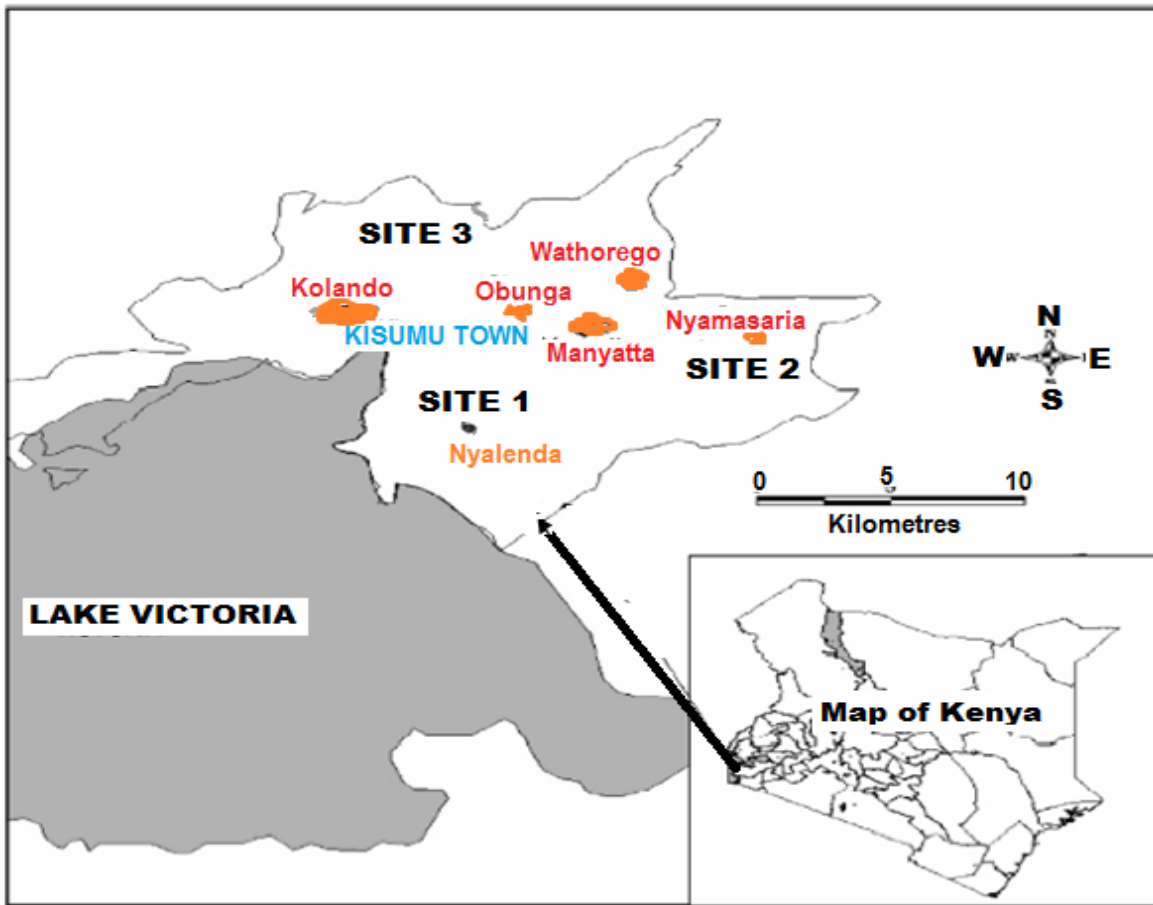 SITE 3
Wathorego
Kolando
Obunga
Nyamasaria
KISUMU TOWN
Manyatta
SITE 2
SITE 1
Nyalenda
N
N
W
W
E
S
0
5
10
Kilometres
LAKE VICTORIA
Map of Kenya